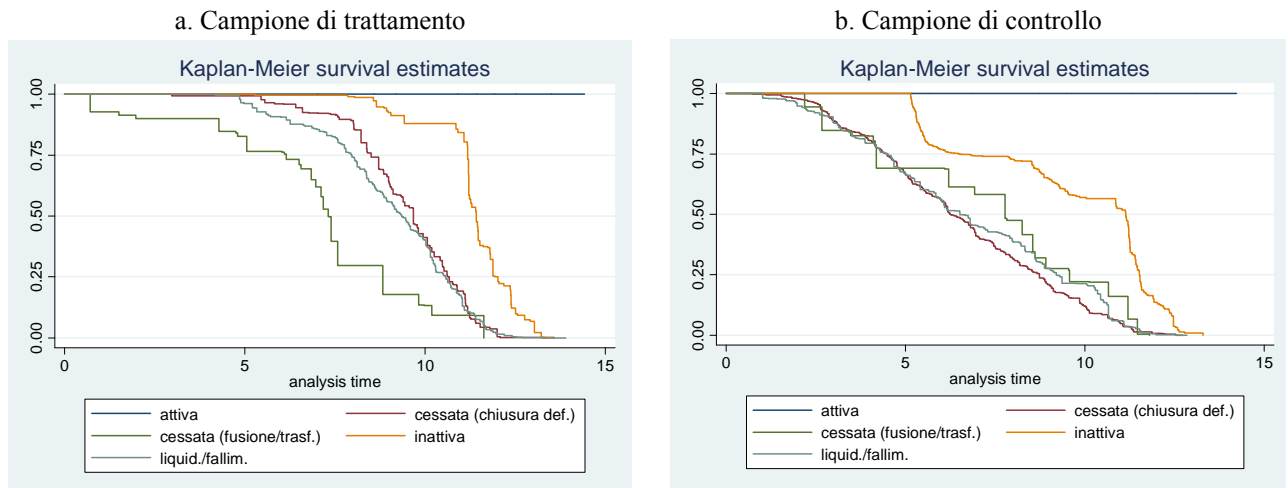 a. Campione di trattamento
Kaplan-Meier survival estimates
1.00
0.75
0.50
0.25
0.00
0 5 10 15
analysis time
attiva cessata (chiusura def.)
cessata (fusione/trasf.) inattiva
liquid./fallim.
b. Campione di controllo
Kaplan-Meier survival estimates
1.00
0.75
0.50
0.25
0.00
0 5 10 15
analysis time
attiva cessata (chiusura def.)
cessata (fusione/trasf.) inattiva
liquid./fallim.